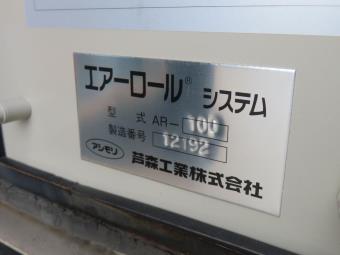 エアーロール® システム
型 式 AR-100
製造番号 12192
アシモリ 芦森工業株式会社